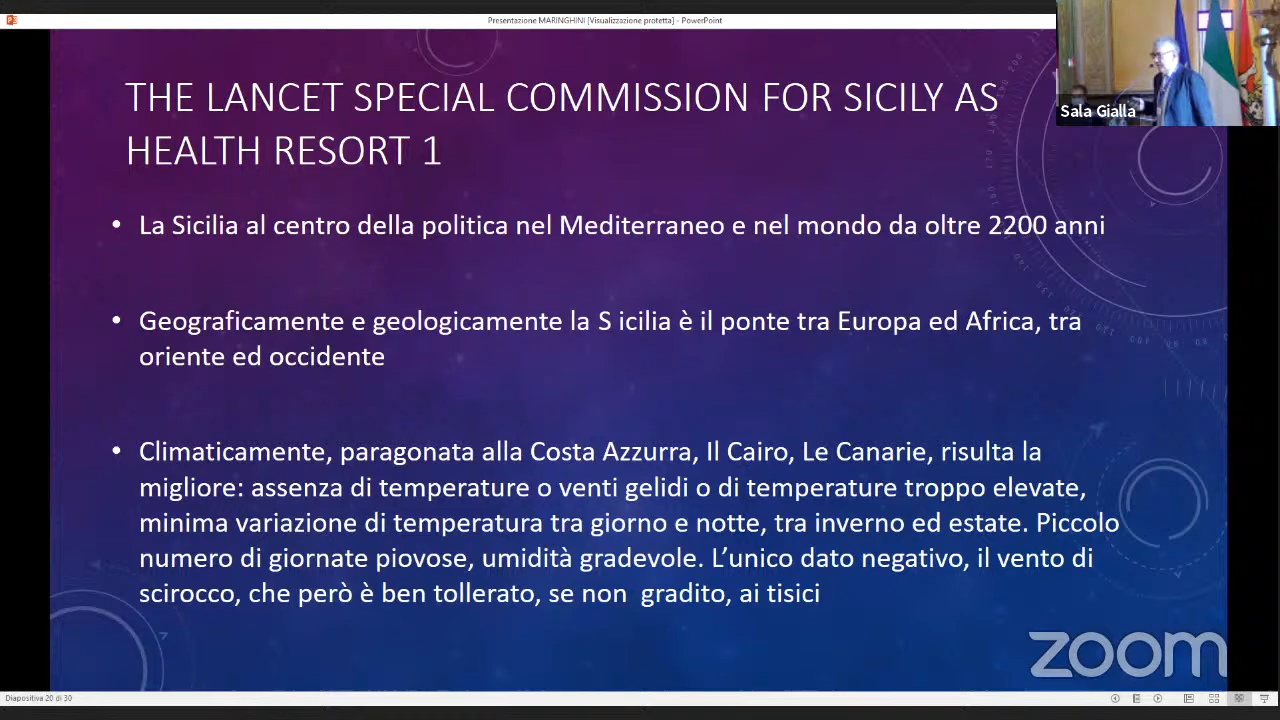 Presentazione MARINGHINI [Visualizzazione protetta] - PowerPoint
Sala Gialla
THE LANCET SPECIAL COMMISSION FOR SICILY AS
HEALTH RESORT 1
• La Sicilia al centro della politica nel Mediterraneo e nel mondo da oltre 2200 anni
• Geograficamente e geologicamente la S icilia è il ponte tra Europa ed Africa, tra
oriente ed occidente
• Climaticamente, paragonata alla Costa Azzurra, Il Cairo, Le Canarie, risulta la
migliore: assenza di temperature o venti gelidi o di temperature troppo elevate,
minima variazione di temperatura tra giorno e notte, tra inverno ed estate. Piccolo
numero di giornate piovose, umidità gradevole. L’unico dato negativo, il vento di
scirocco, che però è ben tollerato, se non  gradito, ai tisici
zoom
Diapositiva 20 di 30